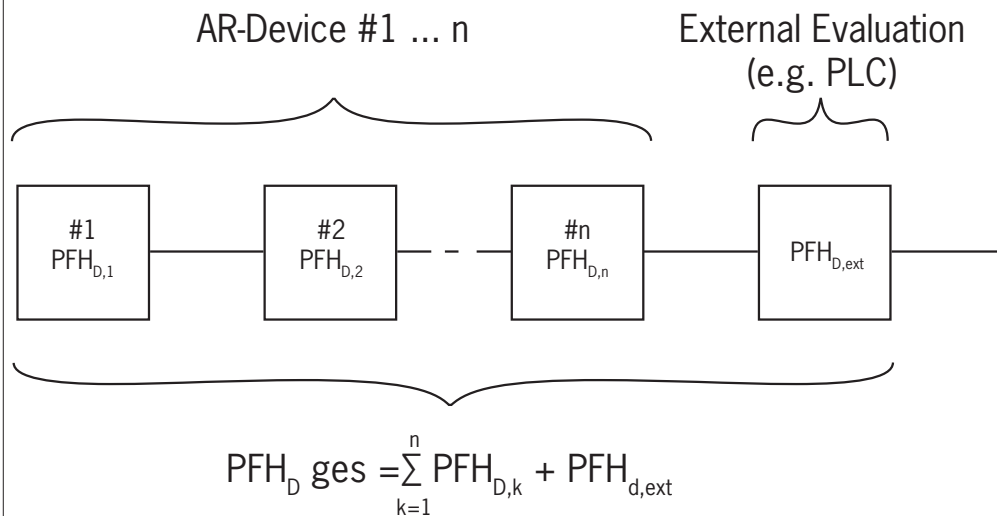 AR-Device #1 ... n
External Evaluation
(e.g. PLC)
#1
PFH_D,1
#2
PFH_D,2
#n
PFH_D,n
PFH_D,ext
PFH_D ges =∑_{k=1}^{n} PFH_D,k + PFH_d,ext